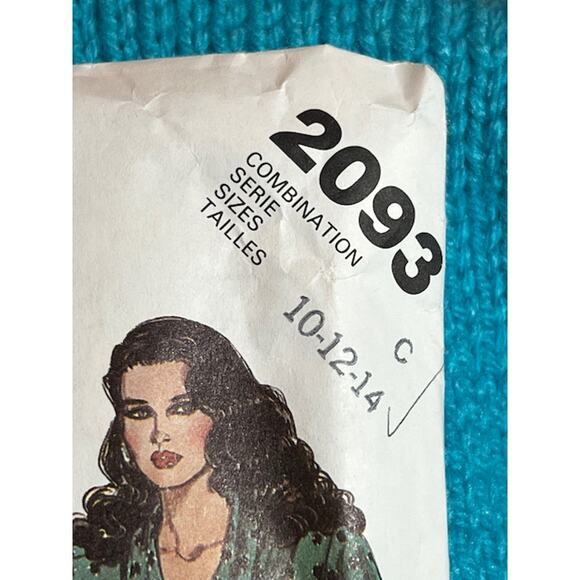 2093
COMBINATION
SERIE
SIZES
TAILLES
C
10-12-14